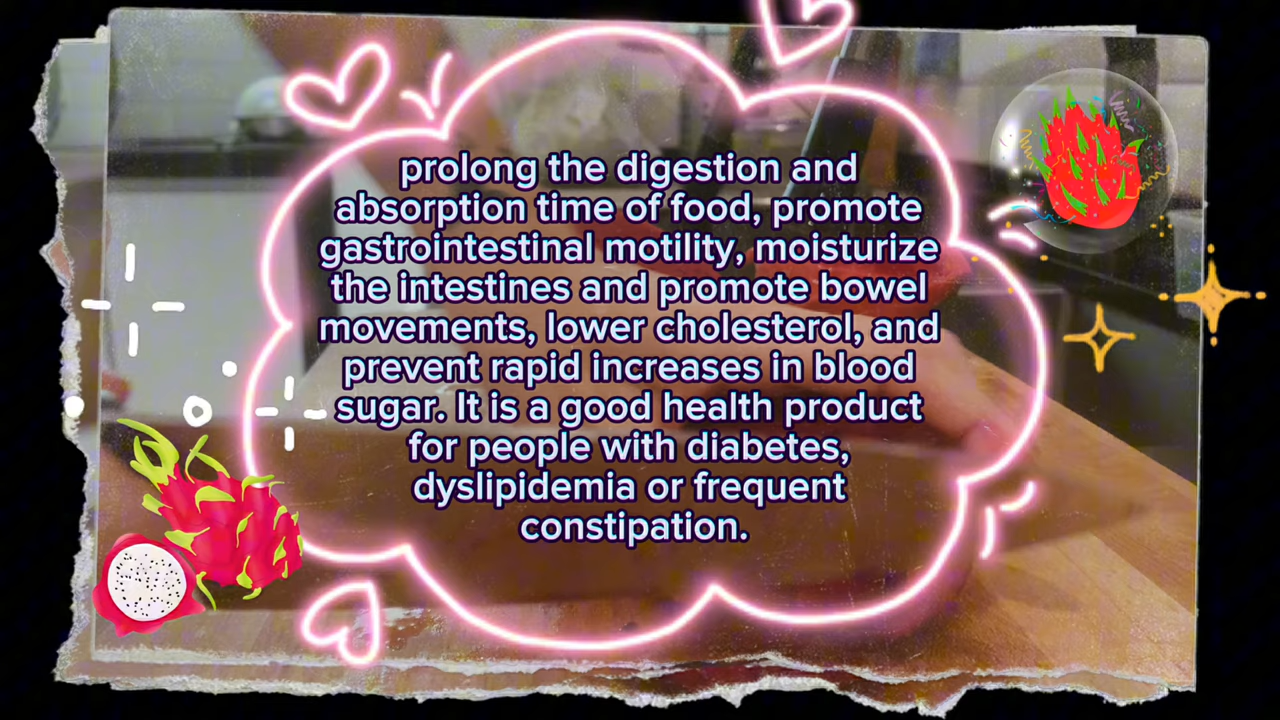 prolong the digestion and
absorption time of food, promote
gastrointestinal motility, moisturize
the intestines and promote bowel
movements, lower cholesterol, and
prevent rapid increases in blood
sugar. It is a good health product
for people with diabetes,
dyslipidemia or frequent
constipation.